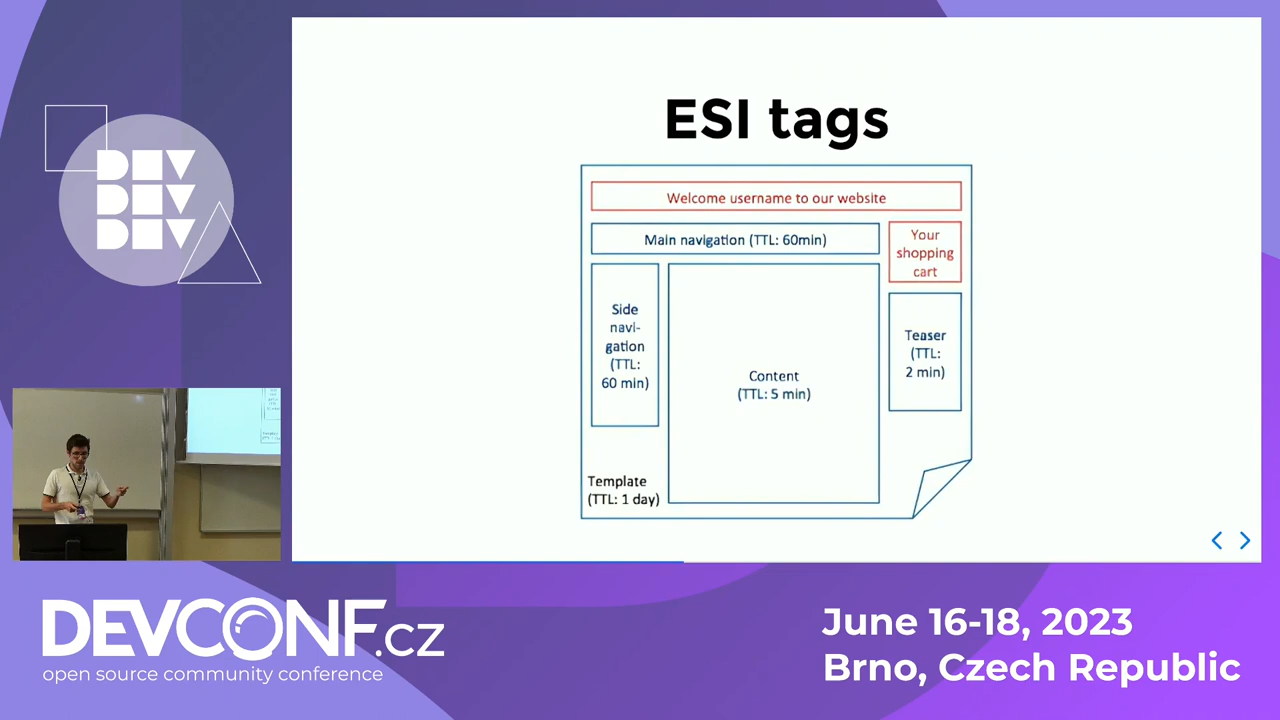 ESI tags
Welcome username to our website
Main navigation (TTL: 60min)
Your
shopping
cart
Side
navi-
gation
(TTL:
60 min)
Content
(TTL: 5 min)
Teaser
(TTL:
2 min)
Template
(TTL: 1 day)
DEV
DEV
DEV
DEVCONF.cz
open source community conference
June 16-18, 2023
Brno, Czech Republic